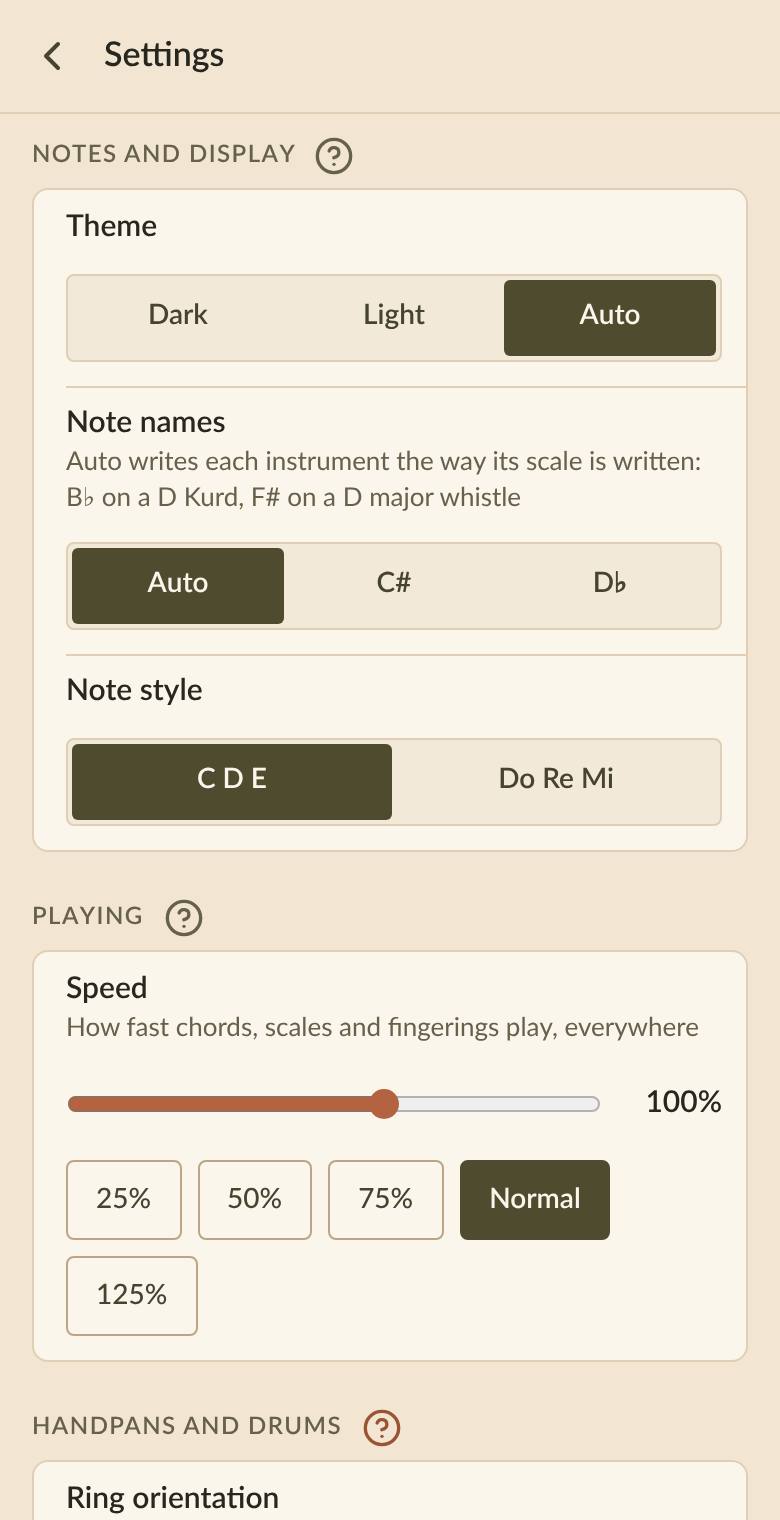 Settings
NOTES AND DISPLAY ?
Theme
Dark Light Auto
Note names
Auto writes each instrument the way its scale is written:
B♭ on a D Kurd, F# on a D major whistle
Auto C# D♭
Note style
C D E Do Re Mi
PLAYING ?
Speed
How fast chords, scales and fingerings play, everywhere
100%
25% 50% 75% Normal
125%
HANDPANS AND DRUMS ?
Ring orientation